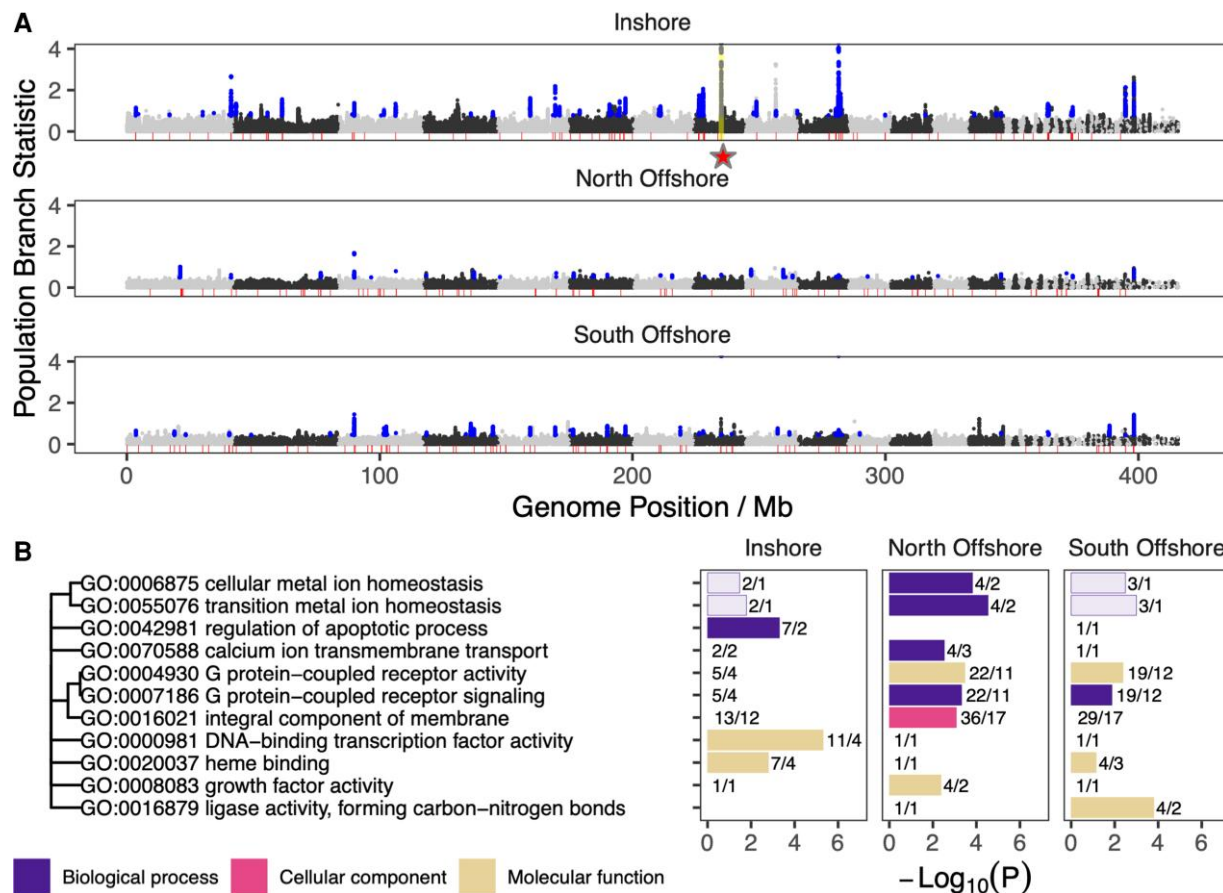 A
Inshore
4
2
0
North Offshore
4
2
0
South Offshore
4
2
0
Population Branch Statistic
0 100 200 300 400
Genome Position / Mb
B
Inshore North Offshore South Offshore
GO:0006875 cellular metal ion homeostasis 2/1 4/2 3/1
GO:0055076 transition metal ion homeostasis 2/1 4/2 3/1
GO:0042981 regulation of apoptotic process 7/2 1/1
GO:0070588 calcium ion transmembrane transport 2/2 4/3 1/1
GO:0004930 G protein−coupled receptor activity 5/4 22/11 19/12
GO:0007186 G protein−coupled receptor signaling 5/4 22/11 19/12
GO:0016021 integral component of membrane 13/12 36/17 29/17
GO:0000981 DNA−binding transcription factor activity 11/4 1/1 1/1
GO:0020037 heme binding 7/4 1/1 4/3
GO:0008083 growth factor activity 1/1 4/2 1/1
GO:0016879 ligase activity, forming carbon−nitrogen bonds 1/1 4/2
0 2 4 6 0 2 4 6 0 2 4 6
−Log10(P)
Biological process Cellular component Molecular function